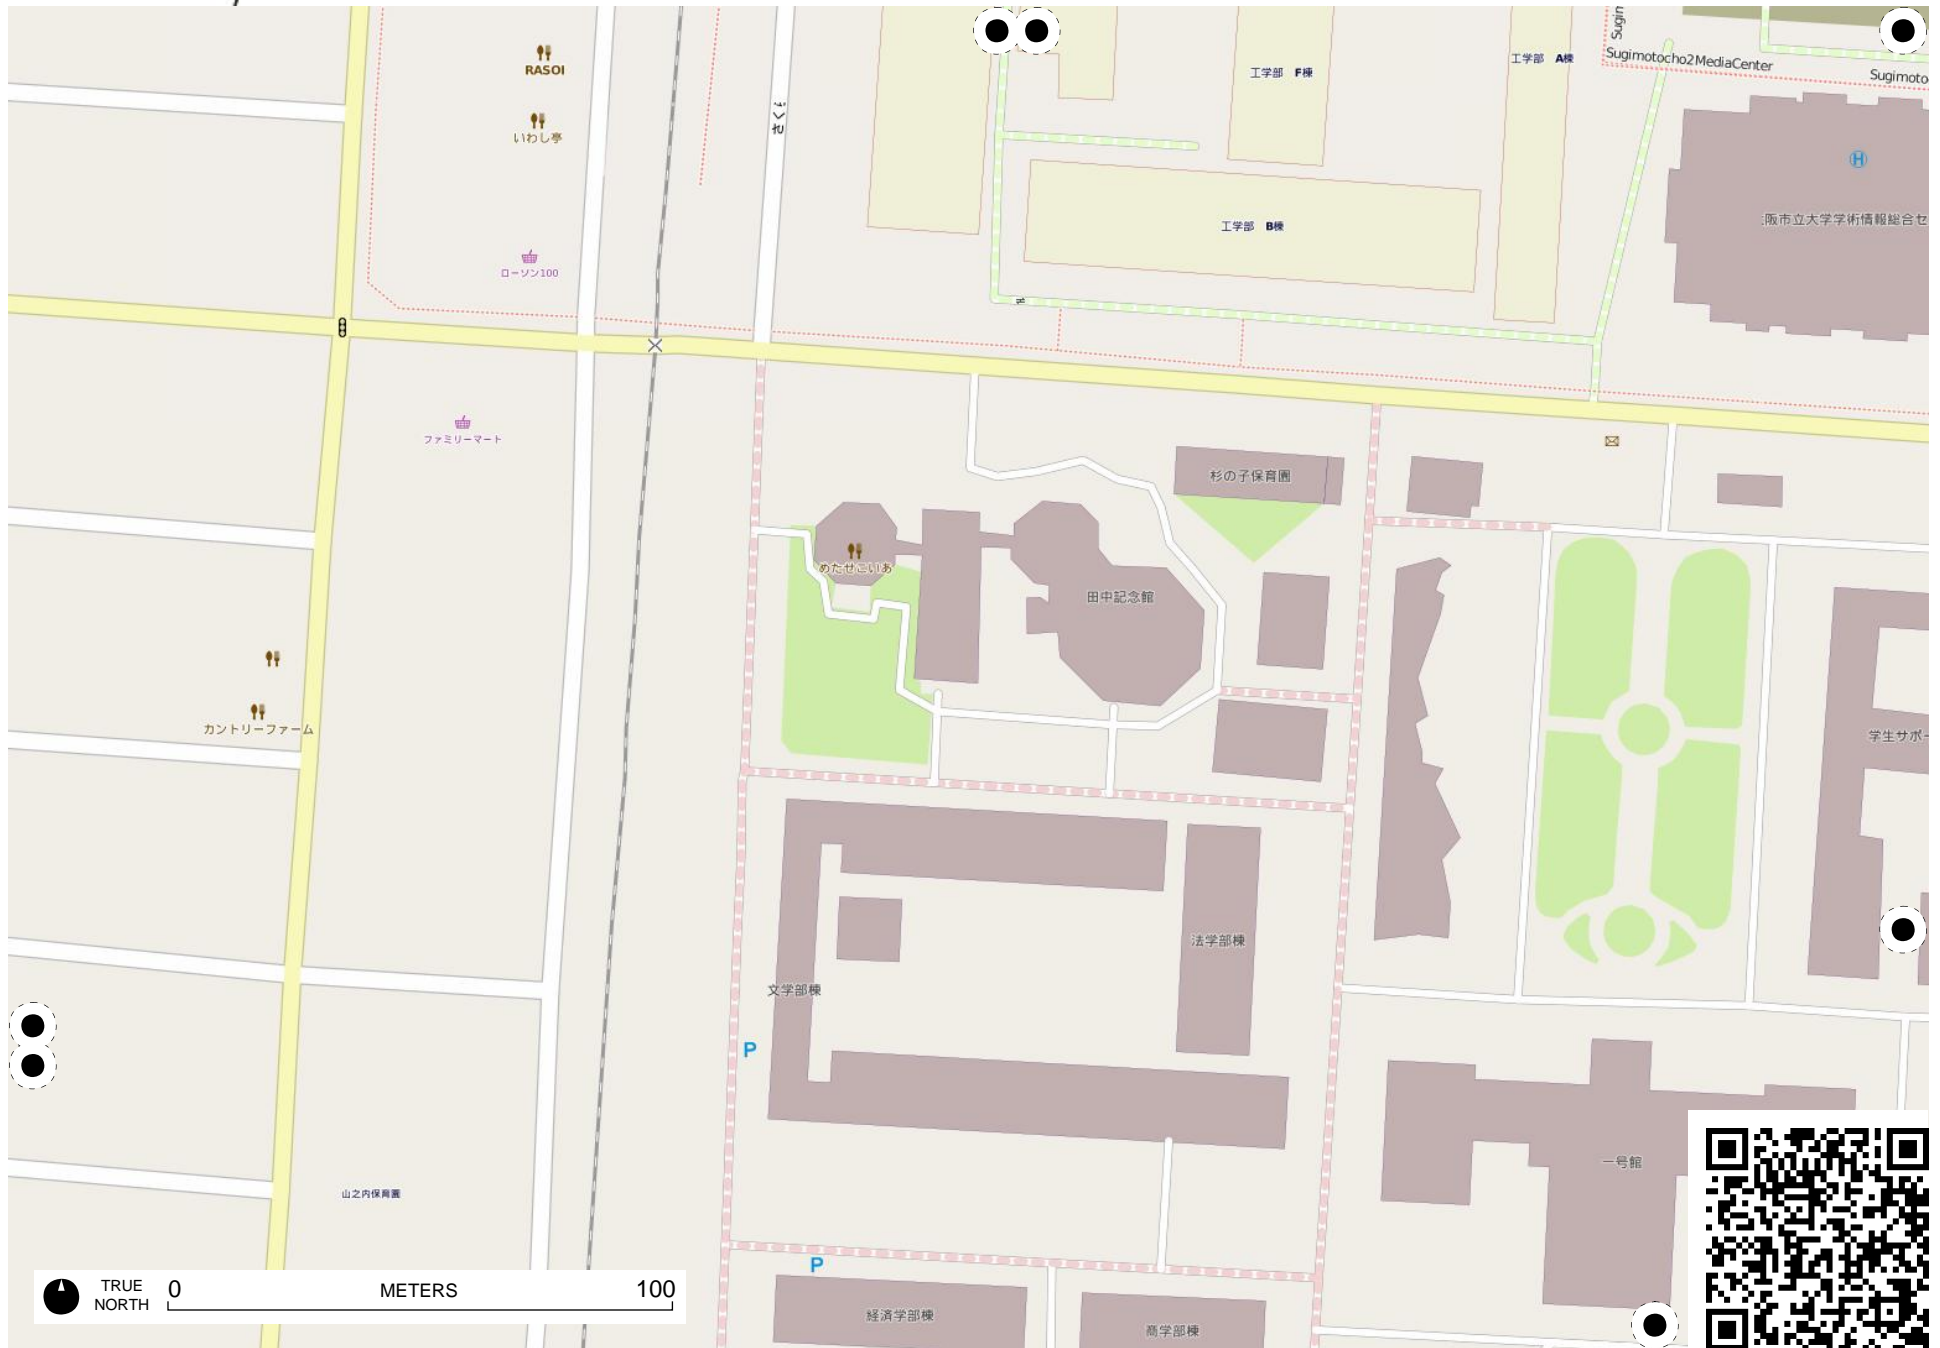 RASOI
いわし亭
ローソン100
工学部 F棟
工学部 A棟
Sugimotocho2MediaCenter
工学部 B棟
阪市立大学学術情報総合セ
ファミリーマート
杉の子保育園
めたせこいあ
田中記念館
カントリーファーム
学生サポー
法学部棟
文学部棟
P
一号館
山之内保育園
P
経済学部棟
商学部棟
TRUE
NORTH
0 METERS 100